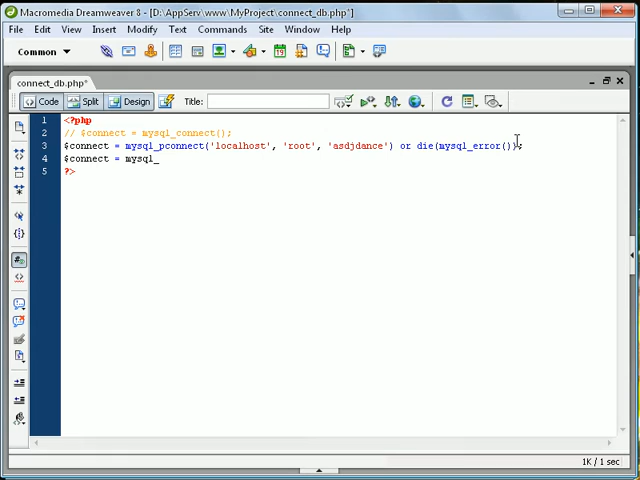 Macromedia Dreamweaver 8 - [D:\AppServ\www\MyProject\connect_db.php*]
File Edit View Insert Modify Text Commands Site Window Help
Common
connect_db.php*
Code Split Design Title:
1 <?php
2 // $connect = mysql_connect();
3 $connect = mysql_pconnect('localhost', 'root', 'asdjdance') or die(mysql_error());
4 $connect = mysql_
5 ?>
1K / 1 sec